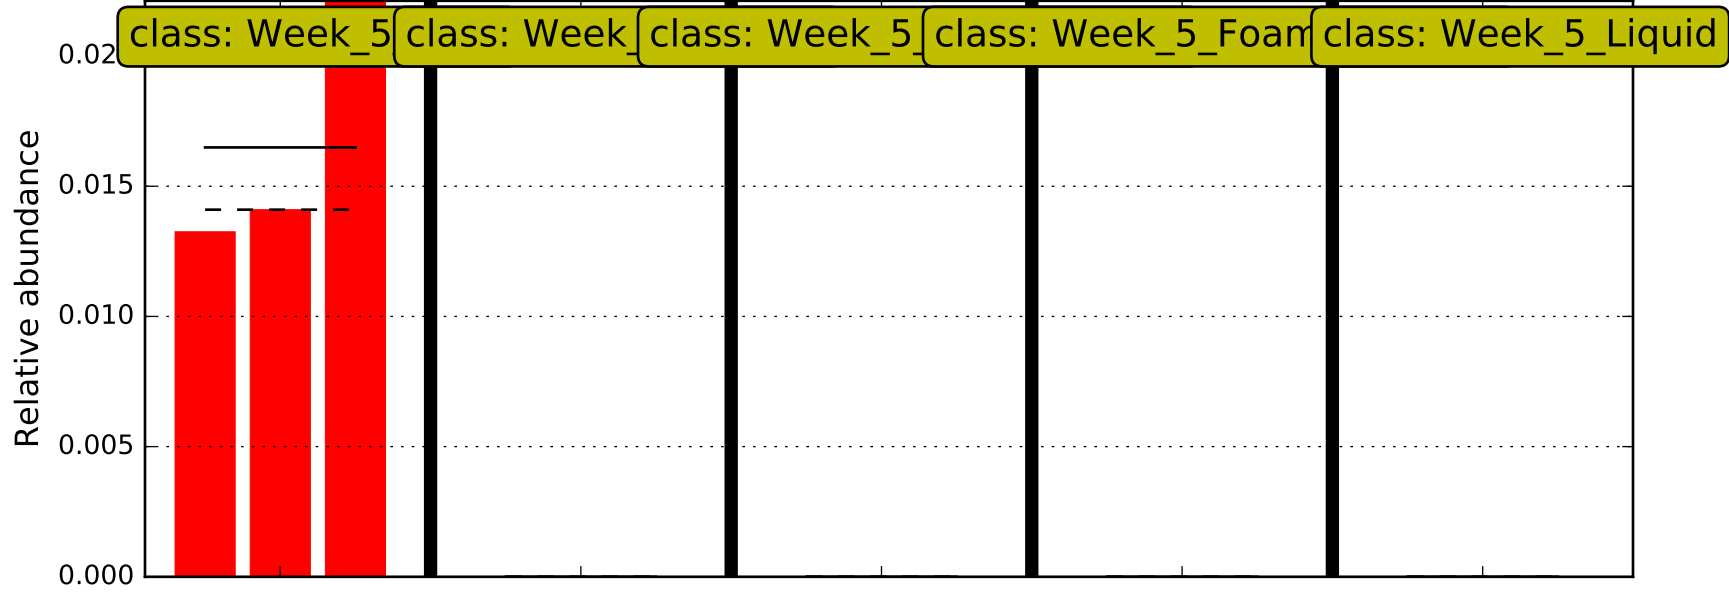 class: Week_5
class: Week_
class: Week_5_
class: Week_5_Foam
class: Week_5_Liquid
0.02
0.015
0.010
0.005
0.000
Relative abundance